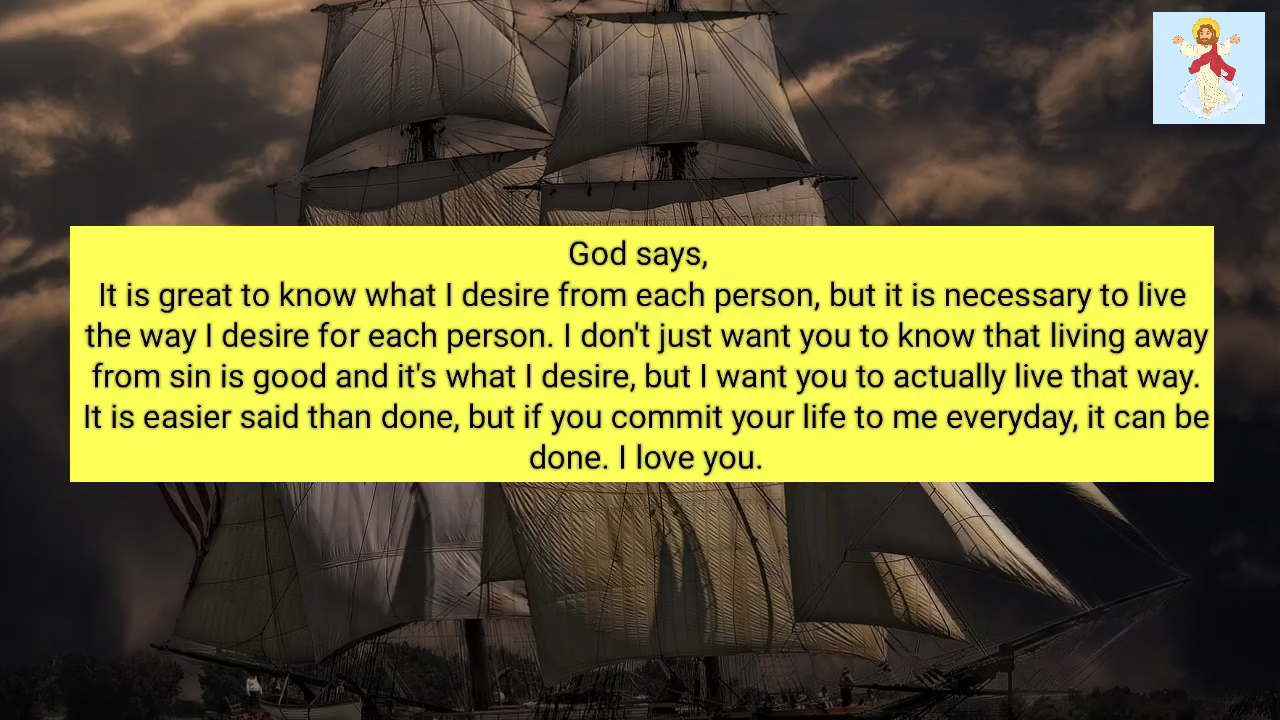 God says,
It is great to know what I desire from each person, but it is necessary to live
the way I desire for each person. I don't just want you to know that living away
from sin is good and it's what I desire, but I want you to actually live that way.
It is easier said than done, but if you commit your life to me everyday, it can be
done. I love you.